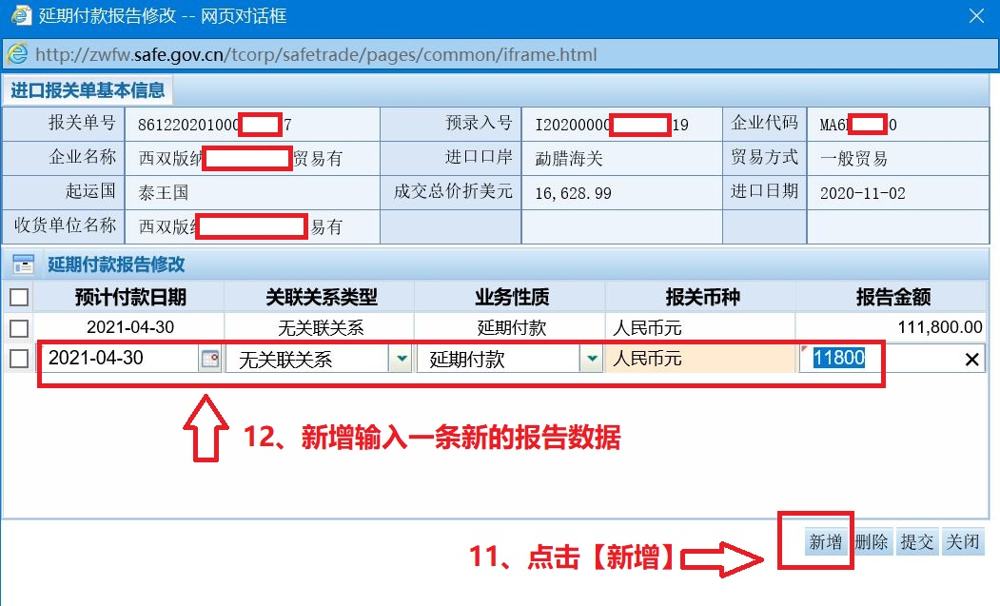 延期付款报告修改 -- 网页对话框
http://zwfw.safe.gov.cn/tcorp/safetrade/pages/common/iframe.html
进口报关单基本信息
报关单号 861220201000 7 预录入号 I20200000 19 企业代码 MA6 0
企业名称 西双版纳 贸易有 进口口岸 勐腊海关 贸易方式 一般贸易
起运国 泰王国 成交总价折美元 16,628.99 进口日期 2020-11-02
收货单位名称 西双版纳 易有
延期付款报告修改
预计付款日期 关联关系类型 业务性质 报关币种 报告金额
2021-04-30 无关联关系 延期付款 人民币元 111,800.00
2021-04-30 无关联关系 延期付款 人民币元 11800
12、新增输入一条新的报告数据
新增 删除 提交 关闭
11、点击【新增】